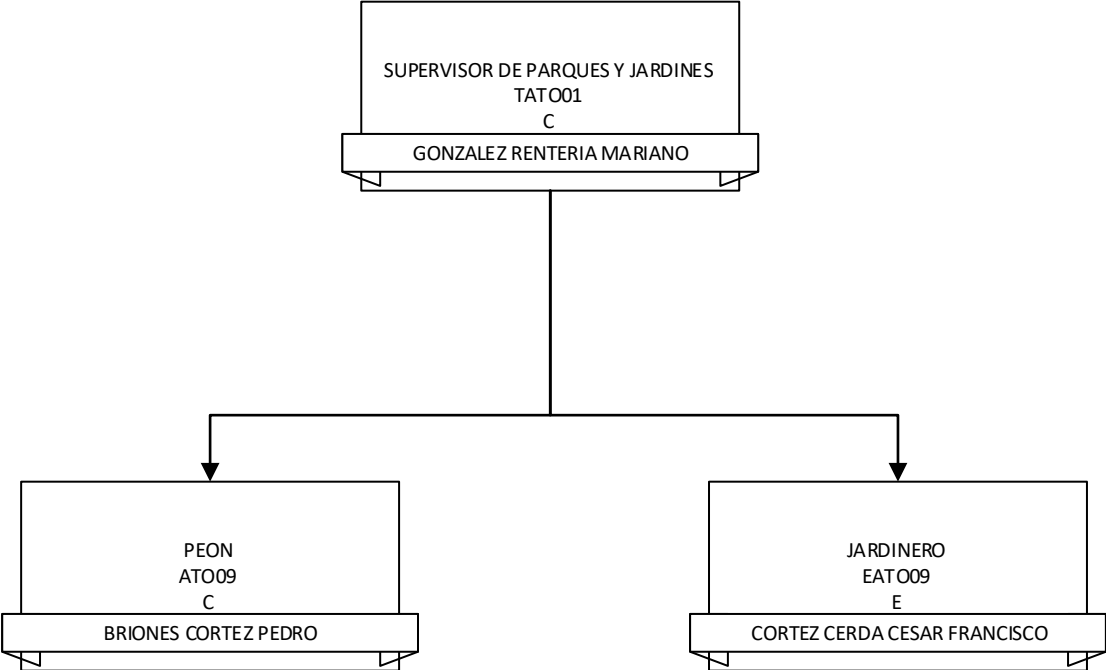 SUPERVISOR DE PARQUES Y JARDINES
TATO01
C
GONZALEZ RENTERIA MARIANO
PEON
ATO09
C
BRIONES CORTEZ PEDRO
JARDINERO
EATO09
E
CORTEZ CERDA CESAR FRANCISCO